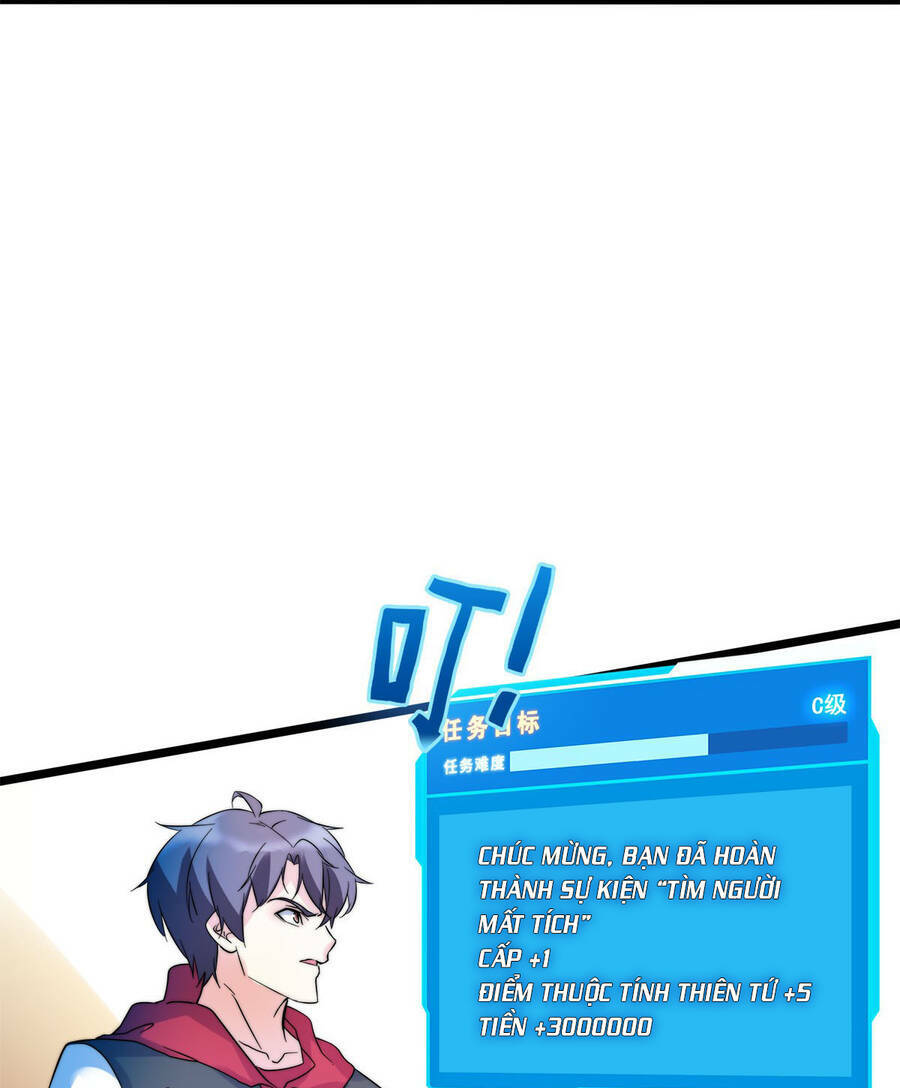 叮!
任务目标
C级
任务难度
CHÚC MỪNG, BẠN ĐÃ HOÀN
THÀNH SỰ KIỆN "TÌM NGƯỜI
MẤT TÍCH"
CẤP +1
ĐIỂM THUỘC TÍNH THIÊN TỨ +5
TIỀN +3000000